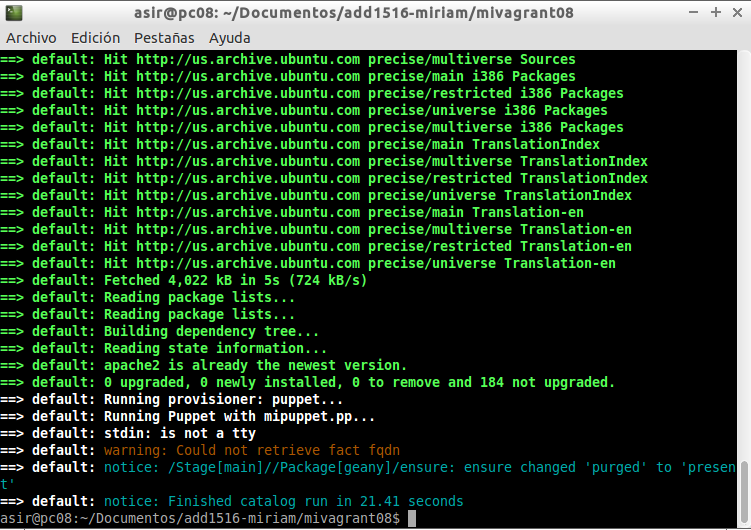 asir@pc08: ~/Documentos/add1516-miriam/mivagrant08
Archivo Edición Pestañas Ayuda
==> default: Hit http://us.archive.ubuntu.com precise/multiverse Sources
==> default: Hit http://us.archive.ubuntu.com precise/main i386 Packages
==> default: Hit http://us.archive.ubuntu.com precise/restricted i386 Packages
==> default: Hit http://us.archive.ubuntu.com precise/universe i386 Packages
==> default: Hit http://us.archive.ubuntu.com precise/multiverse i386 Packages
==> default: Hit http://us.archive.ubuntu.com precise/main TranslationIndex
==> default: Hit http://us.archive.ubuntu.com precise/multiverse TranslationIndex
==> default: Hit http://us.archive.ubuntu.com precise/restricted TranslationIndex
==> default: Hit http://us.archive.ubuntu.com precise/universe TranslationIndex
==> default: Hit http://us.archive.ubuntu.com precise/main Translation-en
==> default: Hit http://us.archive.ubuntu.com precise/multiverse Translation-en
==> default: Hit http://us.archive.ubuntu.com precise/restricted Translation-en
==> default: Hit http://us.archive.ubuntu.com precise/universe Translation-en
==> default: Fetched 4,022 kB in 5s (724 kB/s)
==> default: Reading package lists...
==> default: Reading package lists...
==> default: Building dependency tree...
==> default: Reading state information...
==> default: apache2 is already the newest version.
==> default: 0 upgraded, 0 newly installed, 0 to remove and 184 not upgraded.
==> default: Running provisioner: puppet...
==> default: Running Puppet with mipuppet.pp...
==> default: stdin: is not a tty
==> default: warning: Could not retrieve fact fqdn
==> default: notice: /Stage[main]//Package[geany]/ensure: ensure changed 'purged' to 'presen
t'
==> default: notice: Finished catalog run in 21.41 seconds
asir@pc08:~/Documentos/add1516-miriam/mivagrant08$